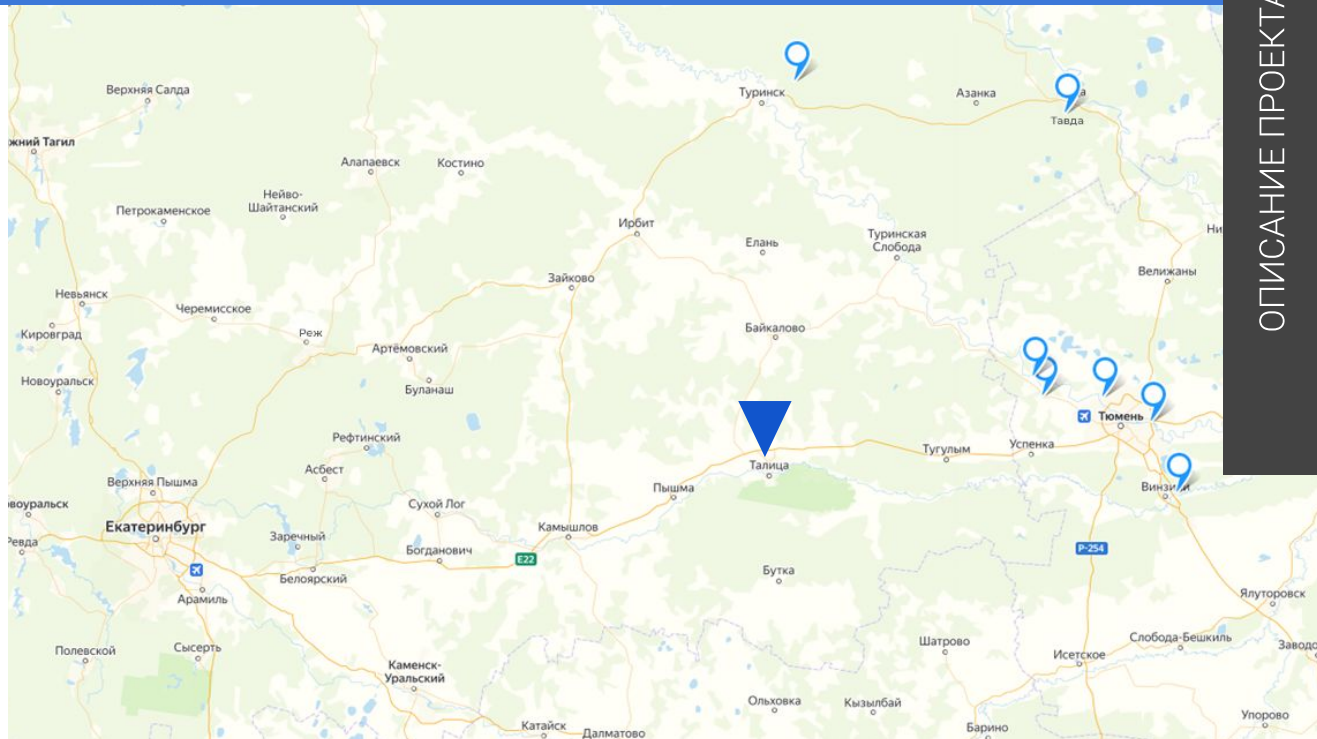 ОПИСАНИЕ ПРОЕКТА
Верхняя Салда
Туринск
Азанка
Тавда
жний Тагил
Алапаевск
Костино
Нейво-
Шайтанский
Петрокаменское
Ирбит
Елань
Туринская
Слобода
Ни
Зайково
Велижаны
Невьянск
Черемисское
Кировград
Реж
Байкалово
Артёмовский
Новоуральск
Буланаш
Тюмень
Рефтинский
Тугулым
Успенка
Асбест
Талица
Верхняя Пышма
Пышма
Винзили
воуральск
Сухой Лог
Екатеринбург
Камышлов
Ревда
Заречный
Богданович
E22
P-254
Белоярский
Бутка
Арамиль
Ялуторовск
Полевской
Сысерть
Шатрово
Слобода-Бешкиль
Исетское
Заводо
Каменск-
Уральский
Ольховка
Кызылбай
Упорово
Катайск
Далматово
Барино